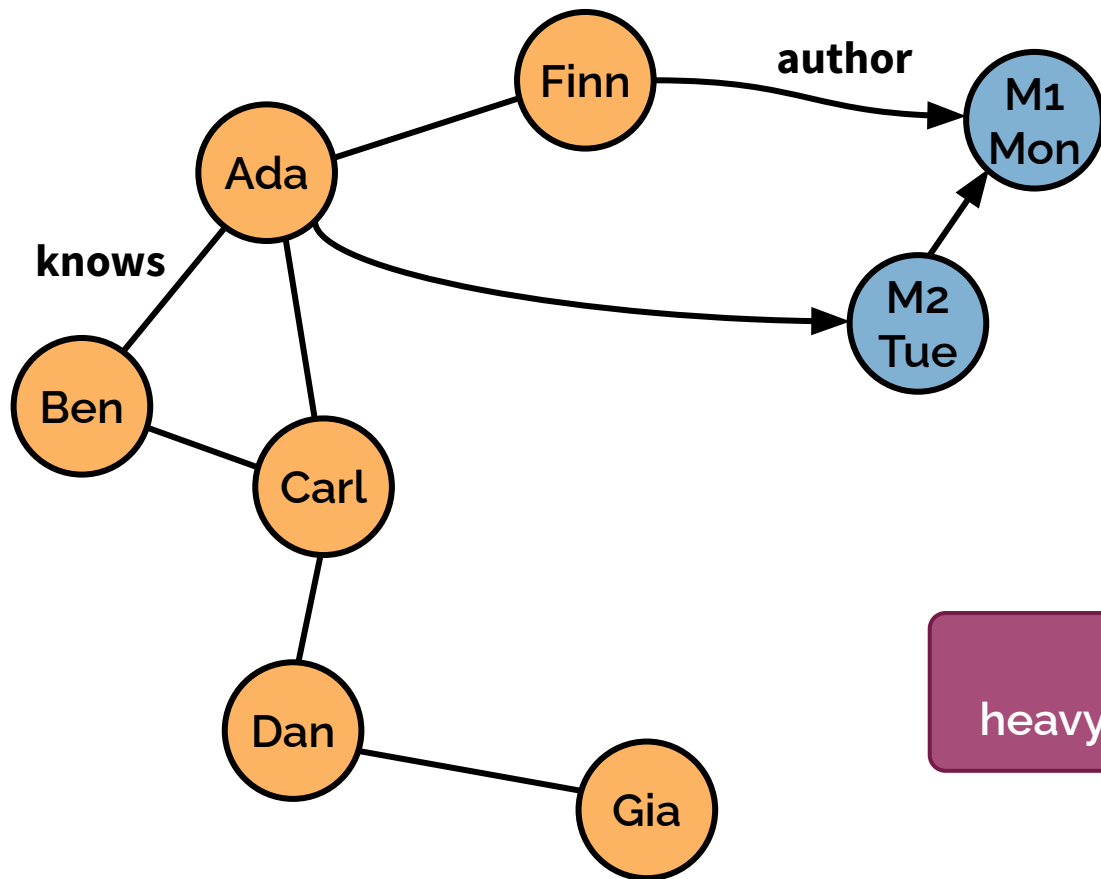 Finn
author
M1
Mon
Ada
knows
M2
Tue
Ben
Carl
heavy
Dan
Gia